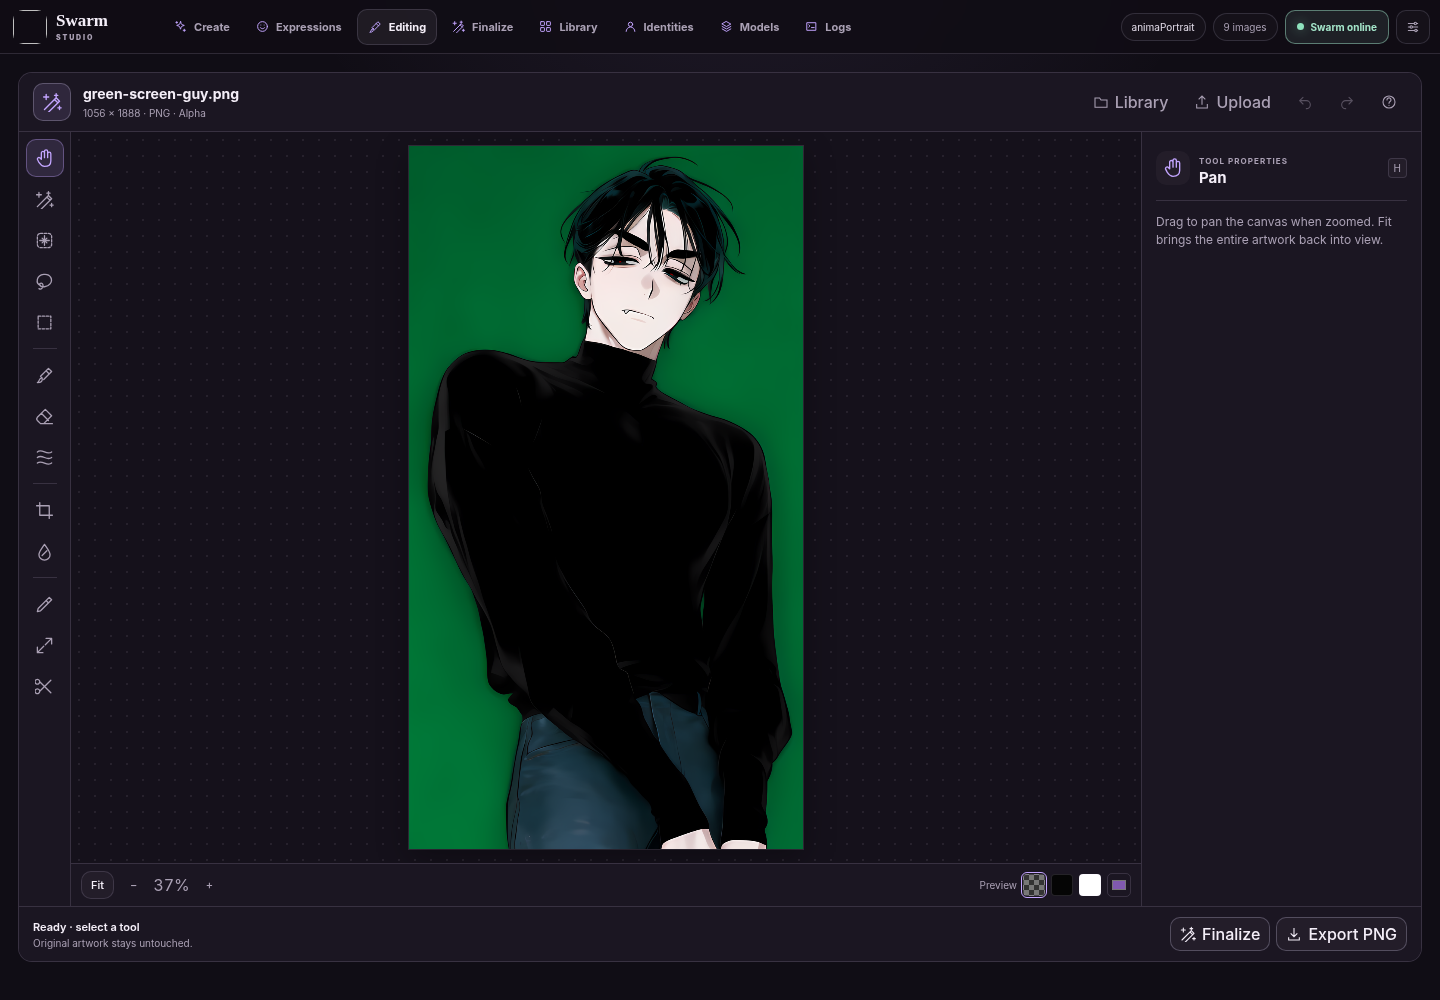 Swarm
STUDIO
Create
Expressions
Editing
Finalize
Library
Identities
Models
Logs
animaPortrait
9 images
Swarm online
green-screen-guy.png
1056 × 1888 · PNG · Alpha
Library
Upload
TOOL PROPERTIES
Pan
H
Drag to pan the canvas when zoomed. Fit
brings the entire artwork back into view.
Fit
−
37%
+
Preview
Ready · select a tool
Original artwork stays untouched.
Finalize
Export PNG